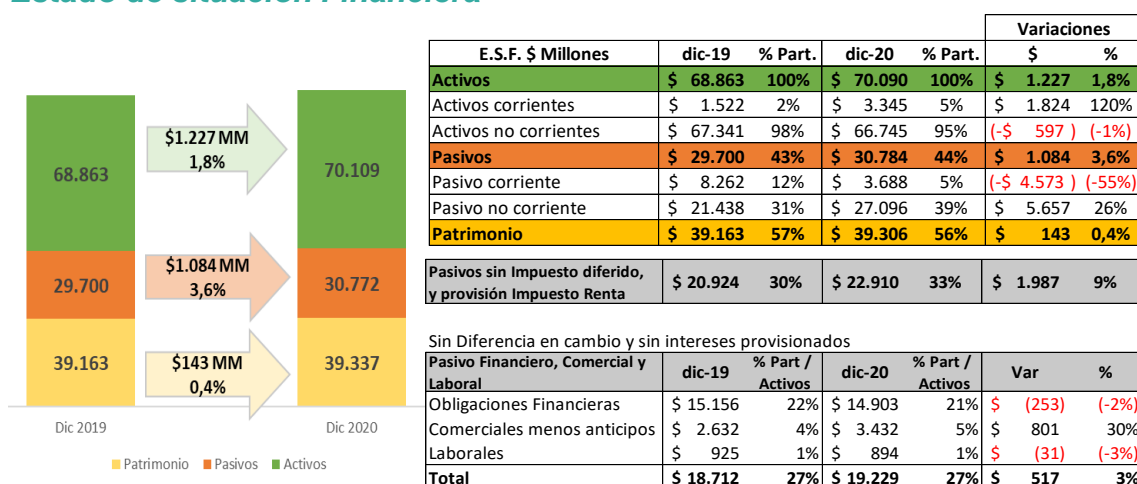 Estado de situación Financiera
68.863
29.700
39.163
$1.227 MM
1,8%
$1.084 MM
3,6%
$143 MM
0,4%
70.109
30.772
39.337
Dic 2019
Dic 2020
Patrimonio Pasivos Activos
Variaciones
E.S.F. $ Millones dic-19 % Part. dic-20 % Part. $ %
Activos $ 68.863 100% $ 70.090 100% $ 1.227 1,8%
Activos corrientes $ 1.522 2% $ 3.345 5% $ 1.824 120%
Activos no corrientes $ 67.341 98% $ 66.745 95% (-$ 597 ) (-1%)
Pasivos $ 29.700 43% $ 30.784 44% $ 1.084 3,6%
Pasivo corriente $ 8.262 12% $ 3.688 5% (-$ 4.573 ) (-55%)
Pasivo no corriente $ 21.438 31% $ 27.096 39% $ 5.657 26%
Patrimonio $ 39.163 57% $ 39.306 56% $ 143 0,4%
Pasivos sin Impuesto diferido,
y provisión Impuesto Renta $ 20.924 30% $ 22.910 33% $ 1.987 9%
Sin Diferencia en cambio y sin intereses provisionados
Pasivo Financiero, Comercial y
Laboral dic-19 % Part /
Activos dic-20 % Part /
Activos Var %
Obligaciones Financieras $ 15.156 22% $ 14.903 21% $ (253) (-2%)
Comerciales menos anticipos $ 2.632 4% $ 3.432 5% $ 801 30%
Laborales $ 925 1% $ 894 1% $ (31) (-3%)
Total $ 18.712 27% $ 19.229 27% $ 517 3%